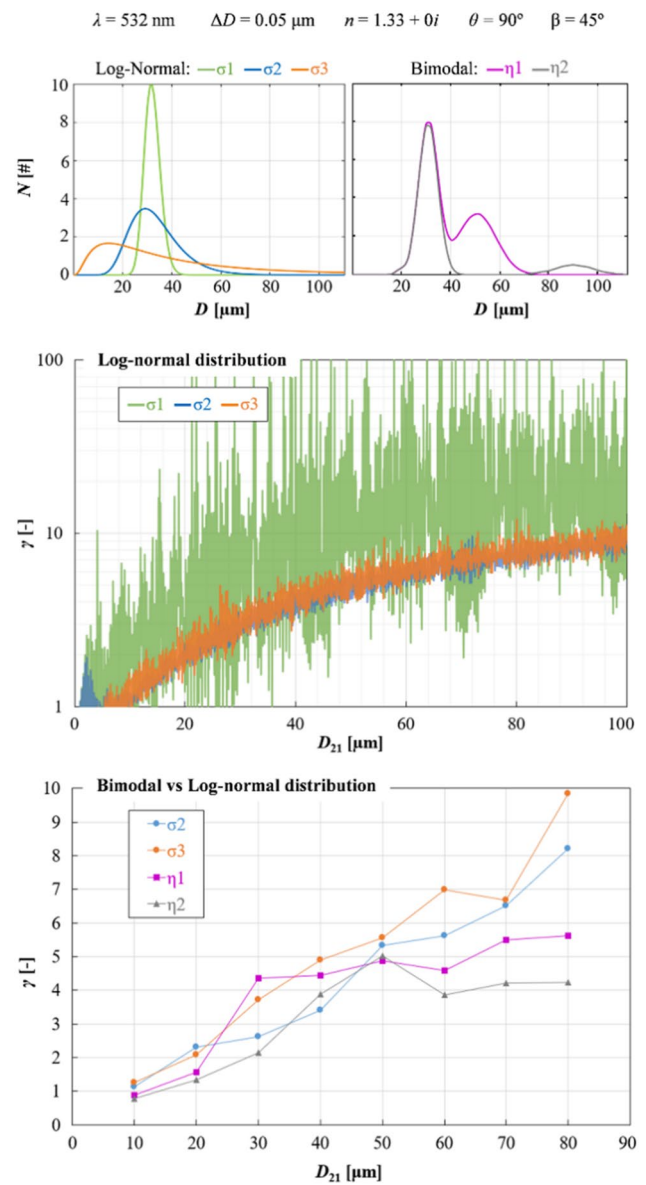 λ = 532 nm ΔD = 0.05 µm n = 1.33 + 0i θ = 90° β = 45°
Log-Normal: σ1 σ2 σ3 Bimodal: η1 η2
10
8
6
4
2
0
N [#]
20 40 60 80 100 20 40 60 80 100
D [µm] D [µm]
Log-normal distribution
σ1 σ2 σ3
100
10
1
γ [-]
0 20 40 60 80 100
D21 [µm]
Bimodal vs Log-normal distribution
σ2
σ3
η1
η2
10
9
8
7
6
5
4
3
2
1
0
γ [-]
0 10 20 30 40 50 60 70 80 90
D21 [µm]